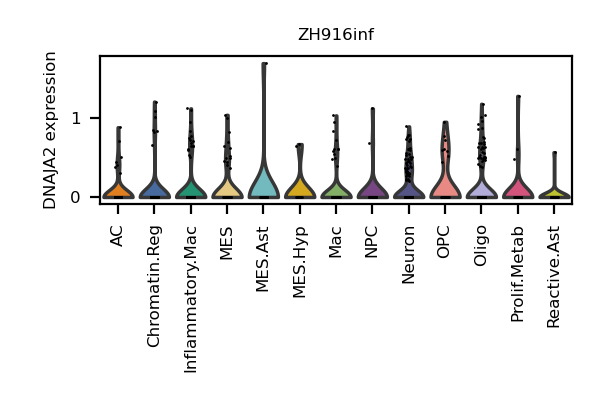 ZH916inf
DNAJA2 expression
1
0
AC
Chromatin.Reg
Inflammatory.Mac
MES
MES.Ast
MES.Hyp
Mac
NPC
Neuron
OPC
Oligo
Prolif.Metab
Reactive.Ast